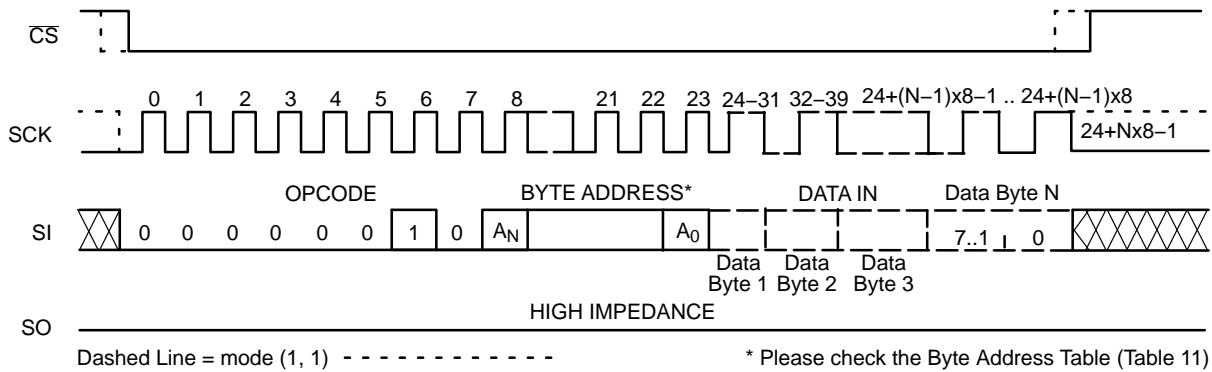 CS
SCK
0 1 2 3 4 5 6 7 8 21 22 23 24–31 32–39 24+(N–1)x8–1 .. 24+(N–1)x8
24+Nx8–1
OPCODE BYTE ADDRESS* DATA IN Data Byte N
SI
0 0 0 0 0 0 1 0 AN A0 7..1 0
Data Byte 1
Data Byte 2
Data Byte 3
HIGH IMPEDANCE
SO
Dashed Line = mode (1, 1) * Please check the Byte Address Table (Table 11)